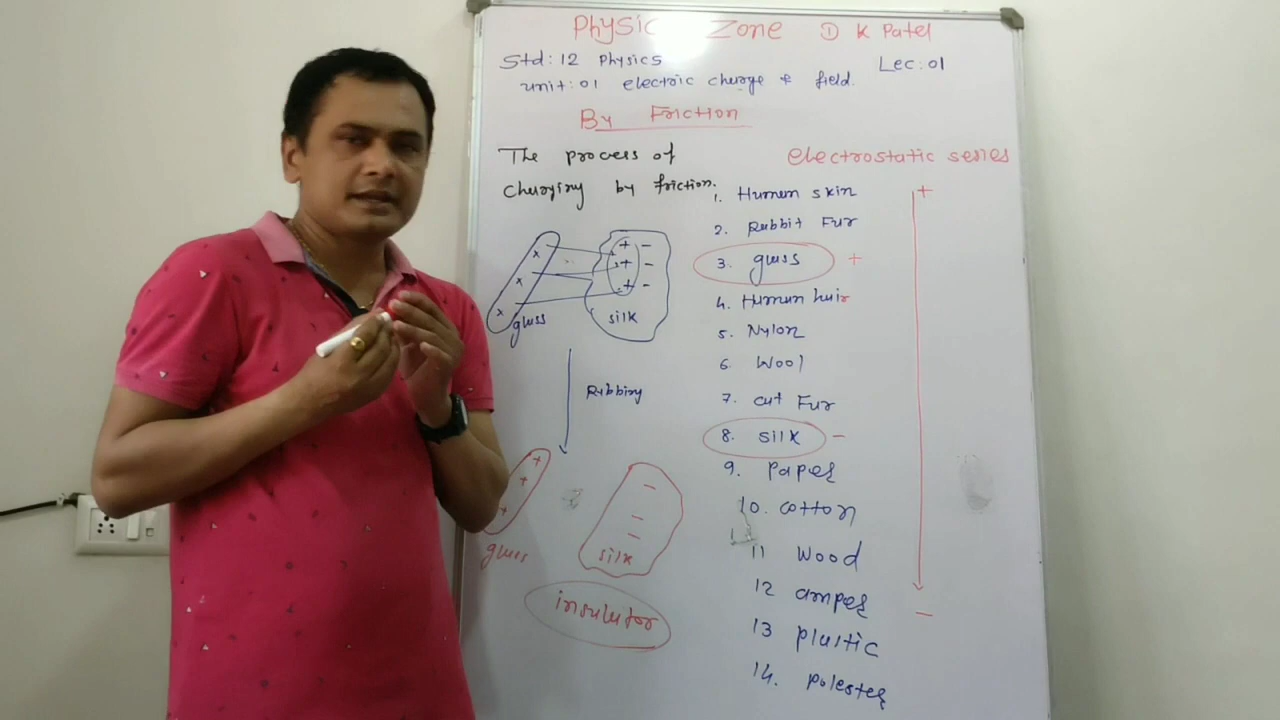 Physic Zone D K Patel
Std: 12 Physics
Lec: 01
unit: 01 electric charge & field.
By Friction
The process of
charging by friction.
electrostatic series
1. Human skin
2. Rabbit Fur
3. glass +
4. Human hair
5. Nylon
6. Wool
7. cat Fur
8. silk -
9. Paper
10. cotton
11 Wood
12 amper
13 plastic
14. polester
+
-
x
x
x
glass
+ -
+ -
+ -
silk
Rubbing
+
+
+
glass
-
-
-
silk
insulator